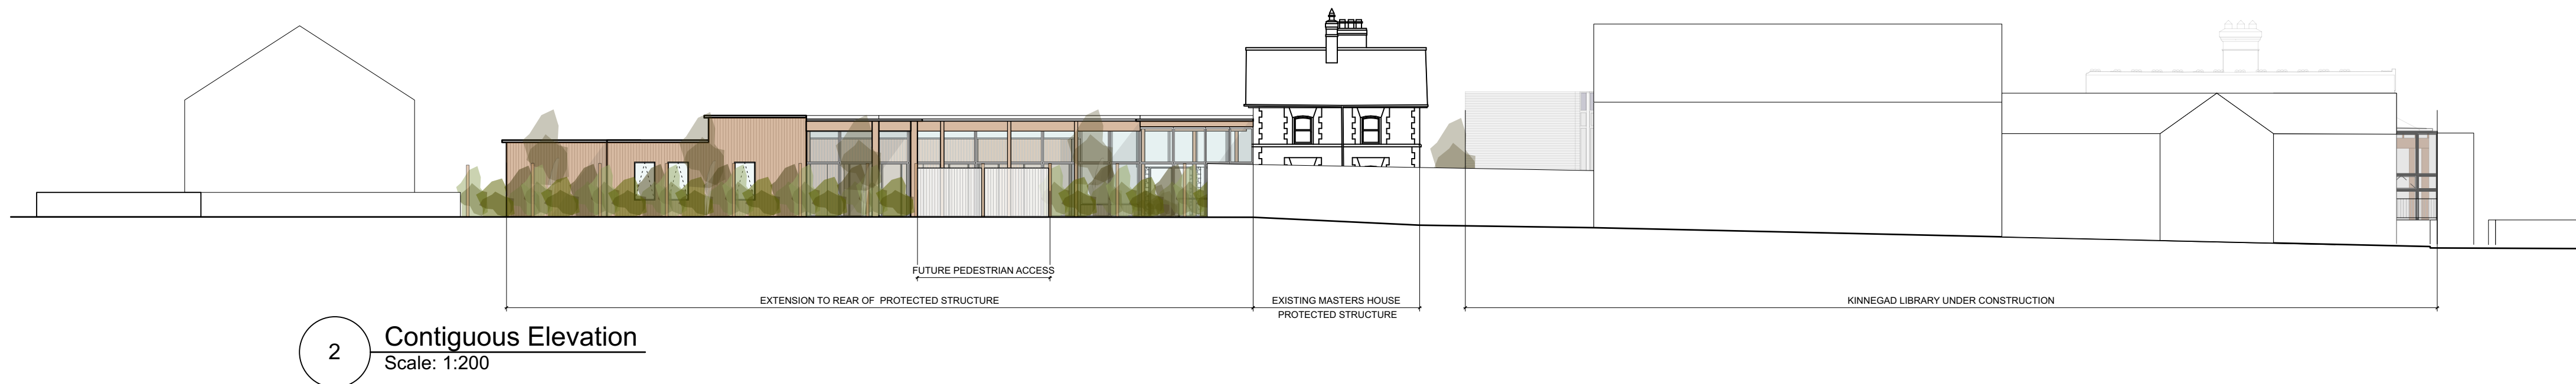 FUTURE PEDESTRIAN ACCESS
EXTENSION TO REAR OF PROTECTED STRUCTURE
EXISTING MASTERS HOUSE
PROTECTED STRUCTURE
KINNEGAD LIBRARY UNDER CONSTRUCTION
2
Contiguous Elevation
Scale: 1:200